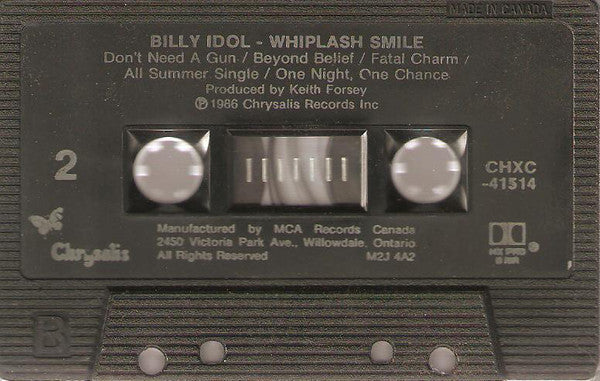 MADE IN CANADA
BILLY IDOL - WHIPLASH SMILE
Don't Need A Gun / Beyond Belief / Fatal Charm /
All Summer Single / One Night, One Chance
Produced by Keith Forsey
℗1986 Chrysalis Records Inc
2
CHXC
-41514
Manufactured by MCA Records Canada
2450 Victoria Park Ave., Willowdale, Ontario
All Rights Reserved M2J 4A2
Chrysalis
B